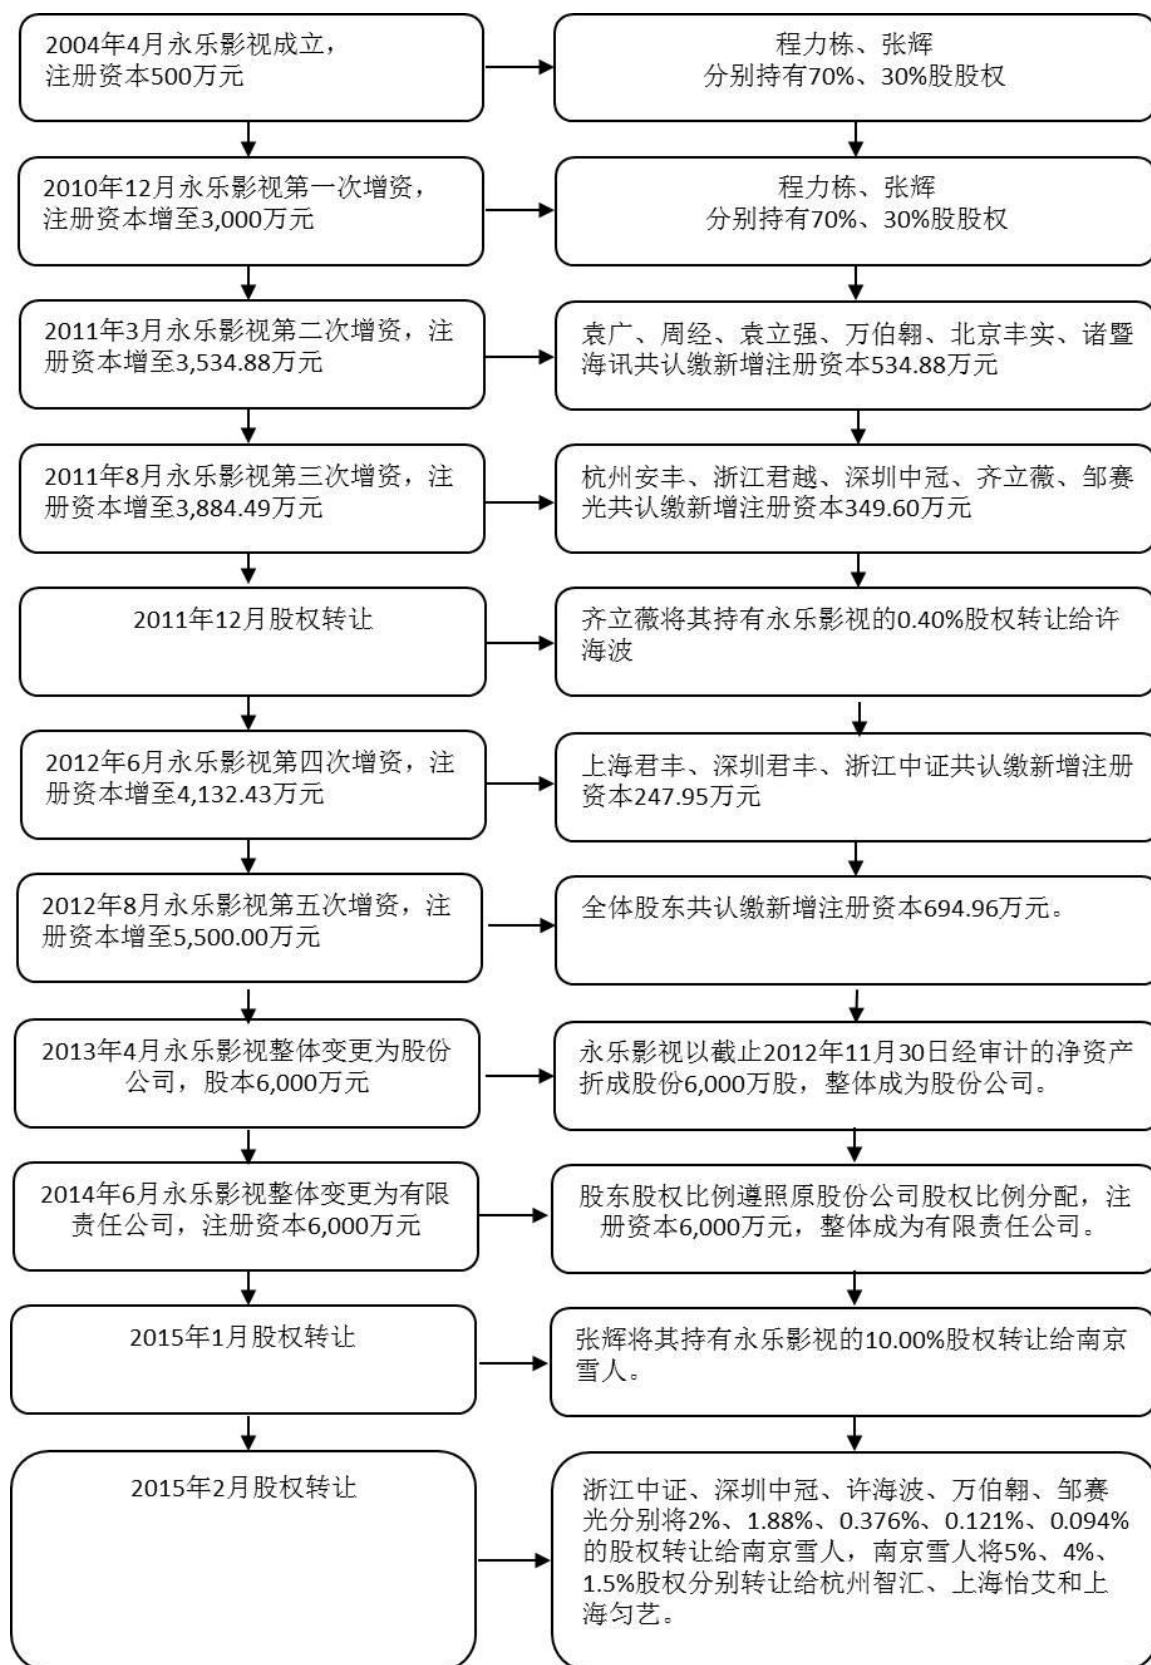 2004年4月永乐影视成立，
注册资本500万元
程力栋、张辉
分别持有70%、30%股股权
2010年12月永乐影视第一次增资，
注册资本增至3,000万元
程力栋、张辉
分别持有70%、30%股股权
2011年3月永乐影视第二次增资，注
册资本增至3,534.88万元
袁广、周经、袁立强、万伯翱、北京丰实、诸暨
海讯共认缴新增注册资本534.88万元
2011年8月永乐影视第三次增资，注
册资本增至3,884.49万元
杭州安丰、浙江君越、深圳中冠、齐立薇、邹赛
光共认缴新增注册资本349.60万元
2011年12月股权转让
齐立薇将其持有永乐影视的0.40%股权转让给许
海波
2012年6月永乐影视第四次增资，注
册资本增至4,132.43万元
上海君丰、深圳君丰、浙江中证共认缴新增注册
资本247.95万元
2012年8月永乐影视第五次增资，注
册资本增至5,500.00万元
全体股东共认缴新增注册资本694.96万元。
2013年4月永乐影视整体变更为股份
公司，股本6,000万元
永乐影视以截止2012年11月30日经审计的净资产
折成股份6,000万股，整体成为股份公司。
2014年6月永乐影视整体变更为有限
责任公司，注册资本6,000万元
股东股权比例遵照原股份公司股权比例分配，注
册资本6,000万元，整体成为有限责任公司。
2015年1月股权转让
张辉将其持有永乐影视的10.00%股权转让给南京
雪人。
2015年2月股权转让
浙江中证、深圳中冠、许海波、万伯翱、邹赛
光分别将2%、1.88%、0.376%、0.121%、0.094%
的股权转让给南京雪人，南京雪人将5%、4%、
1.5%股权分别转让给杭州智汇、上海怡艾和上
海匀艺。